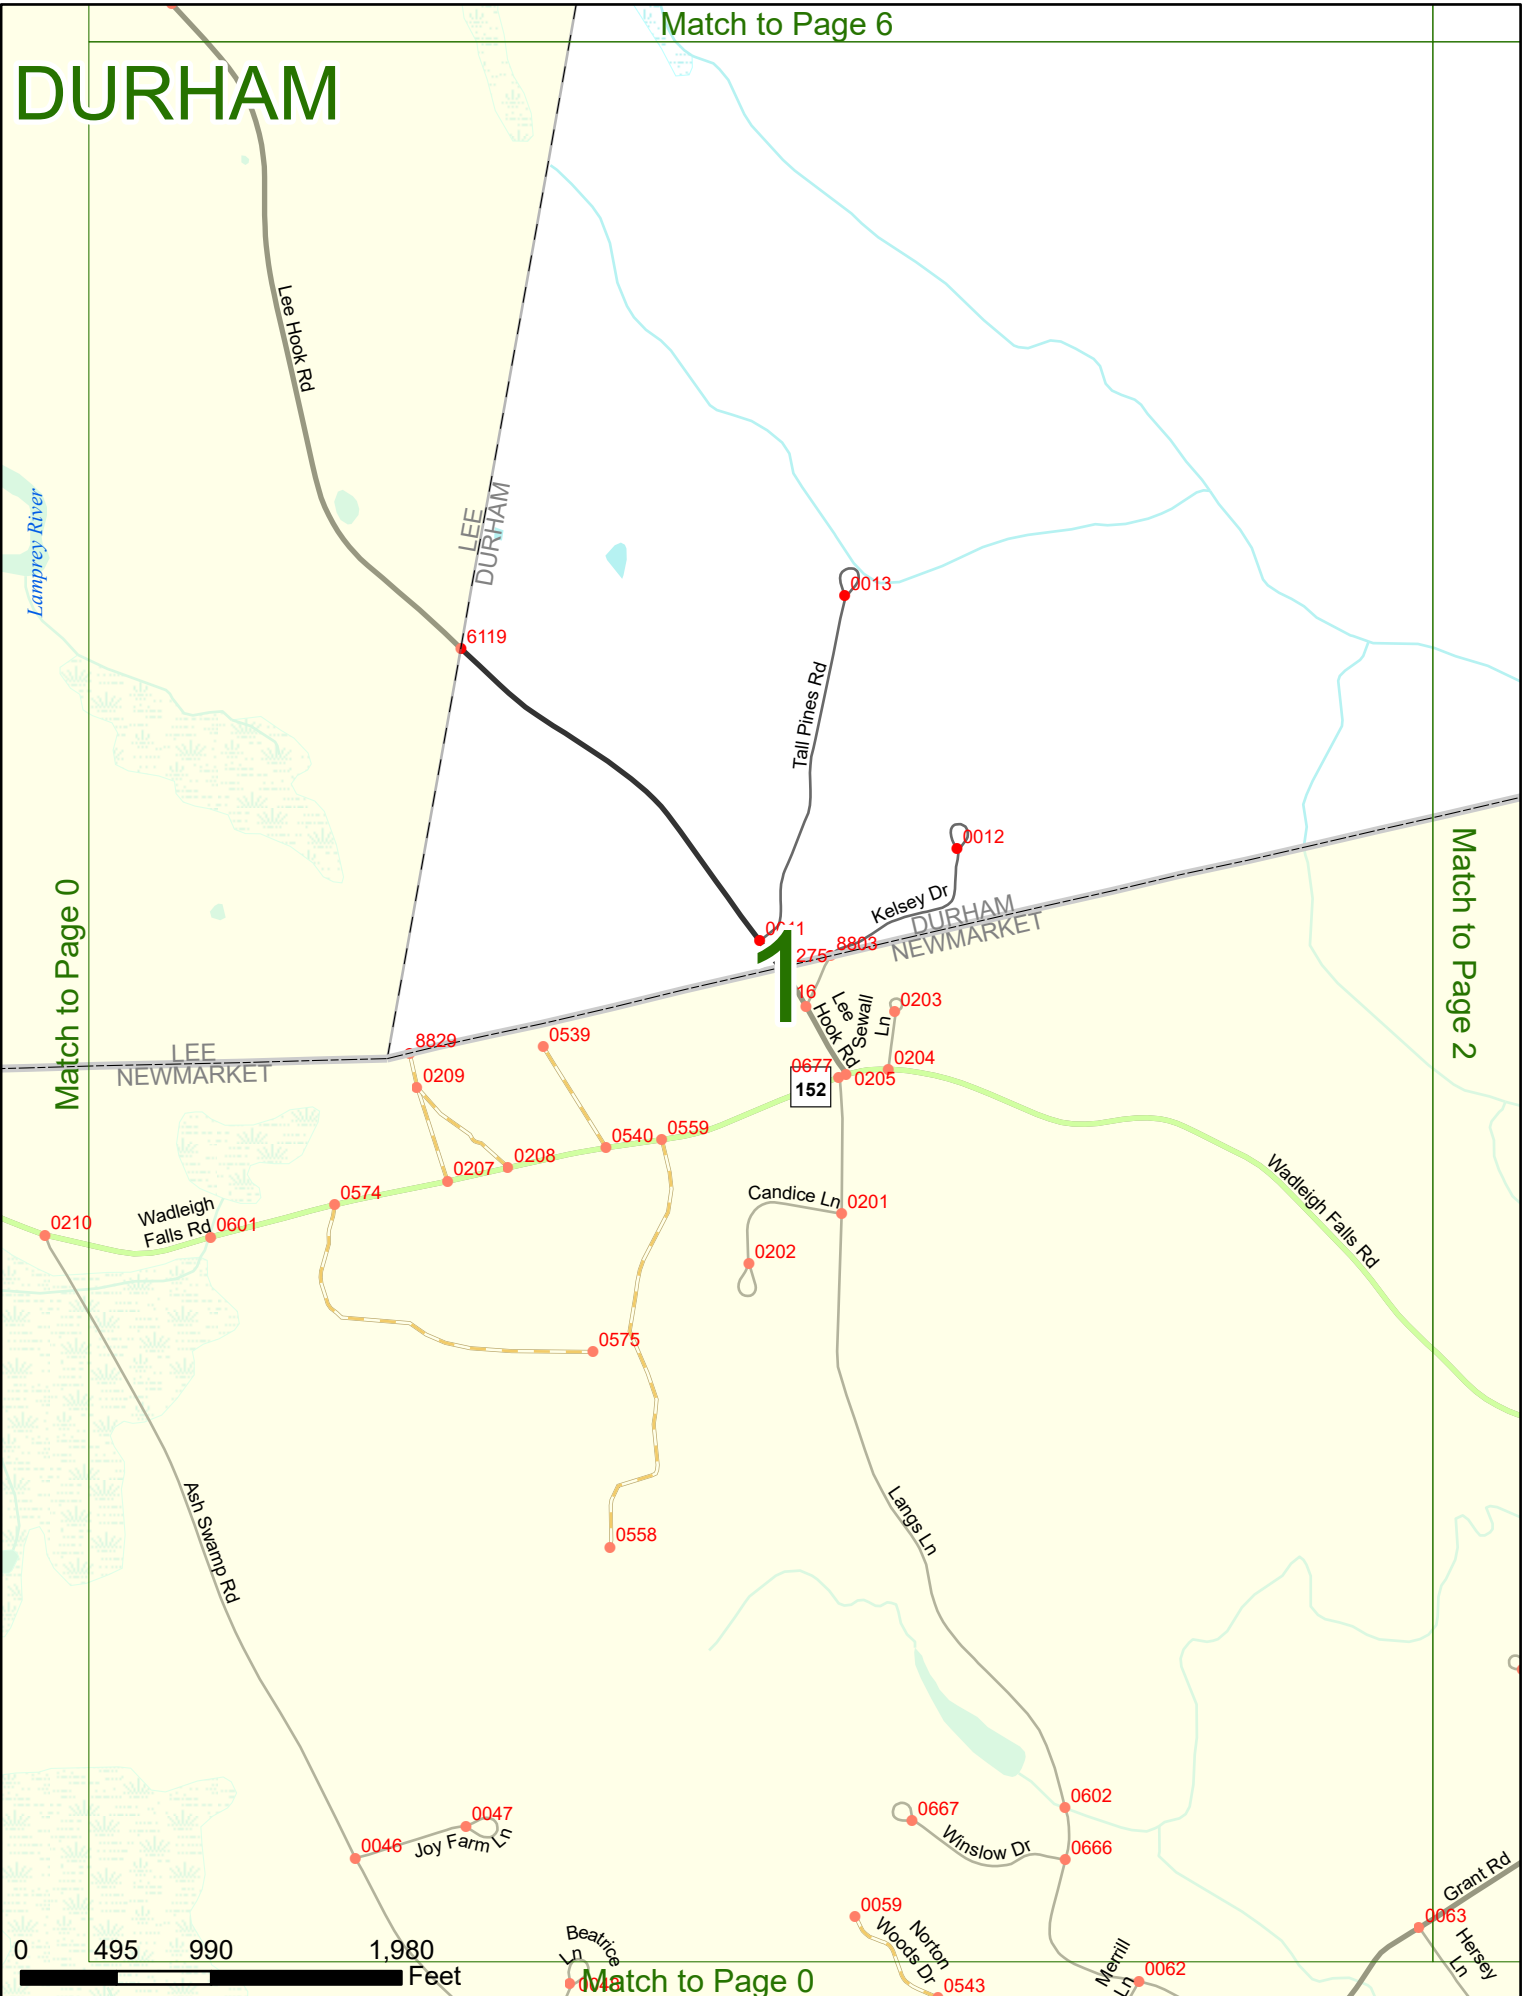 Match to Page 6
DURHAM
Lee Hook Rd
Lamprey River
LEE
DURHAM
0013
6119
Tall Pines Rd
0012
Kelsey Dr
DURHAM
NEWMARKET
Match to Page 0
Match to Page 2
1
275
8803
16
Lee
Hook Rd
Sewall
Ln
0203
LEE
NEWMARKET
8829
0539
0209
0677
0204
0205
152
0540
0559
0208
0207
0574
Candice Ln
0201
Wadleigh
Falls Rd
0601
0210
Wadleigh Falls Rd
0202
0575
Ash Swamp Rd
Langs Ln
0558
0602
0047
0667
0046
Joy Farm Ln
Winslow Dr
0666
Grant Rd
0059
Norton
Woods Dr
0063
Hersey
Ln
Beatrice
Ln
0048
Merrill
Ln
0062
0543
0
495
990
1,980
Feet
Match to Page 0